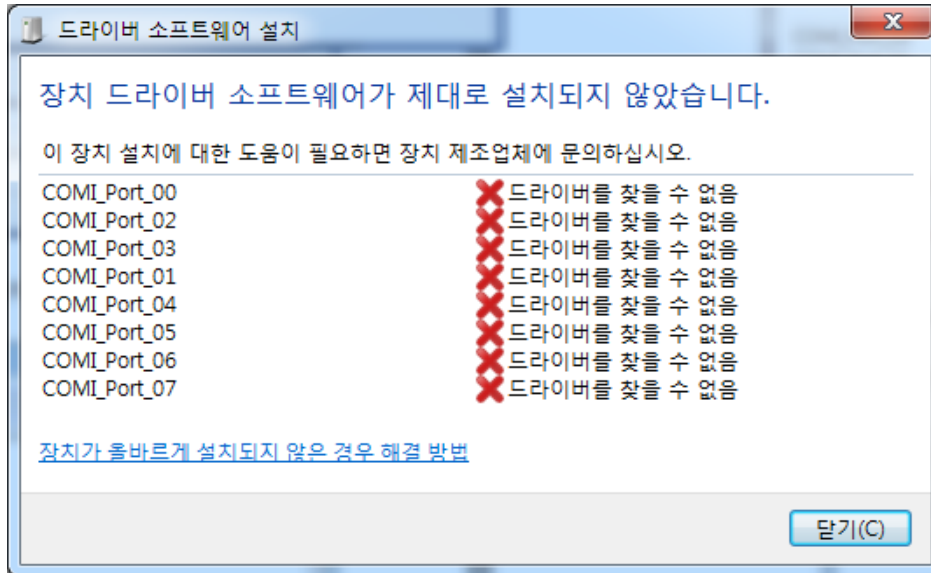 드라이버 소프트웨어 설치
장치 드라이버 소프트웨어가 제대로 설치되지 않았습니다.
이 장치 설치에 대한 도움이 필요하면 장치 제조업체에 문의하십시오.
COMI_Port_00 드라이버를 찾을 수 없음
COMI_Port_02 드라이버를 찾을 수 없음
COMI_Port_03 드라이버를 찾을 수 없음
COMI_Port_01 드라이버를 찾을 수 없음
COMI_Port_04 드라이버를 찾을 수 없음
COMI_Port_05 드라이버를 찾을 수 없음
COMI_Port_06 드라이버를 찾을 수 없음
COMI_Port_07 드라이버를 찾을 수 없음
장치가 올바르게 설치되지 않은 경우 해결 방법
닫기(C)